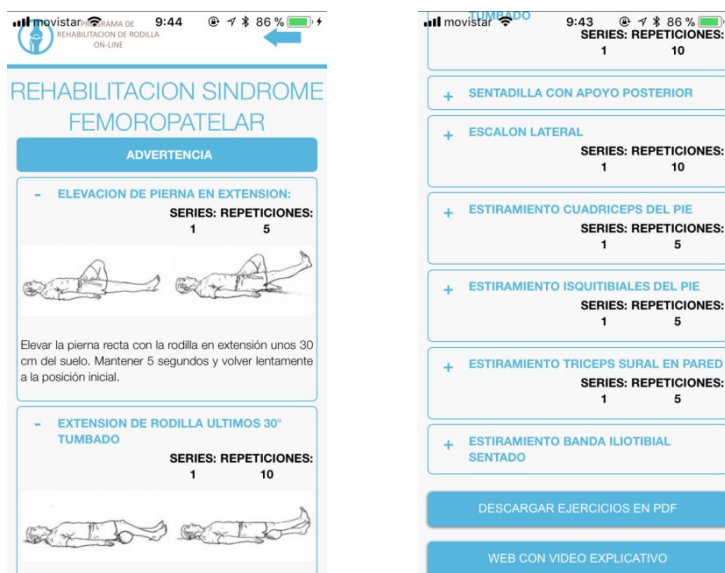 movistar
9:44
86 %
PROGRAMA DE
REHABILITACION DE RODILLA
ON-LINE
REHABILITACION SINDROME
FEMOROPATELAR
ADVERTENCIA
- ELEVACION DE PIERNA EN EXTENSION:
SERIES: REPETICIONES:
1 5
Elevar la pierna recta con la rodilla en extensión unos 30
cm del suelo. Mantener 5 segundos y volver lentamente
a la posición inicial.
- EXTENSION DE RODILLA ULTIMOS 30°
TUMBADO
SERIES: REPETICIONES:
1 10
movistar
9:43
86 %
TUMBADO
SERIES: REPETICIONES:
1 10
+ SENTADILLA CON APOYO POSTERIOR
+ ESCALON LATERAL
SERIES: REPETICIONES:
1 10
+ ESTIRAMIENTO CUADRICEPS DEL PIE
SERIES: REPETICIONES:
1 5
+ ESTIRAMIENTO ISQUITIBIALES DEL PIE
SERIES: REPETICIONES:
1 5
+ ESTIRAMIENTO TRICEPS SURAL EN PARED
SERIES: REPETICIONES:
1 5
+ ESTIRAMIENTO BANDA ILIOTIBIAL
SENTADO
DESCARGAR EJERCICIOS EN PDF
WEB CON VIDEO EXPLICATIVO